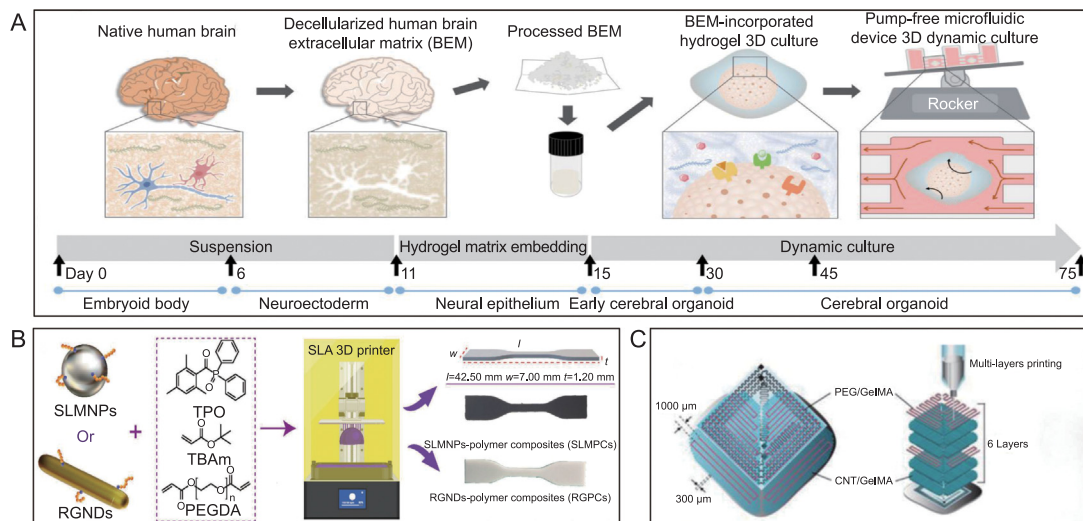 A
Native human brain
Decellularized human brain
extracellular matrix (BEM)
Processed BEM
BEM-incorporated
hydrogel 3D culture
Pump-free microfluidic
device 3D dynamic culture
Rocker
Suspension
Hydrogel matrix embedding
Dynamic culture
Day 0
6
11
15
30
45
75
Embryoid body
Neuroectoderm
Neural epithelium
Early cerebral organoid
Cerebral organoid
B
SLMNPs
Or
RGNDs
+
O
P
O
TPO
O
TBAm
O
O
O
n
O
PEGDA
SLA 3D printer
l
w
t
l=42.50 mm w=7.00 mm t=1.20 mm
SLMNPs-polymer composites (SLMPCs)
RGNDs-polymer composites (RGPCs)
C
1000 μm
300 μm
PEG/GelMA
CNT/GelMA
Multi-layers printing
6 Layers